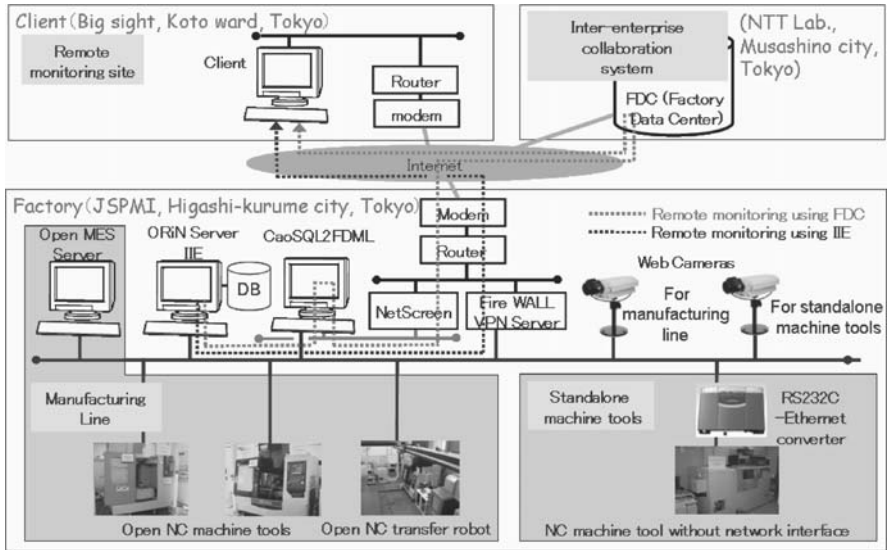 Client(Big sight, Koto ward, Tokyo)
Remote
monitoring site
Client
Router
modem
Inter-enterprise
collaboration
system
(NTT Lab.,
Musashino city,
Tokyo)
FDC (Factory
Data Center)
Internet
Factory(JSPMI, Higashi-kurume city, Tokyo)
Modem
Router
Remote monitoring using FDC
Remote monitoring using IIE
Open MES
Server
ORiN Server
IIE
DB
CaoSQL2FDML
NetScreen
Fire WALL
VPN Server
Web Cameras
For
manufacturing
line
For standalone
machine tools
Manufacturing
Line
Standalone
machine tools
RS232C
-Ethernet
converter
Open NC machine tools
Open NC transfer robot
NC machine tool without network interface